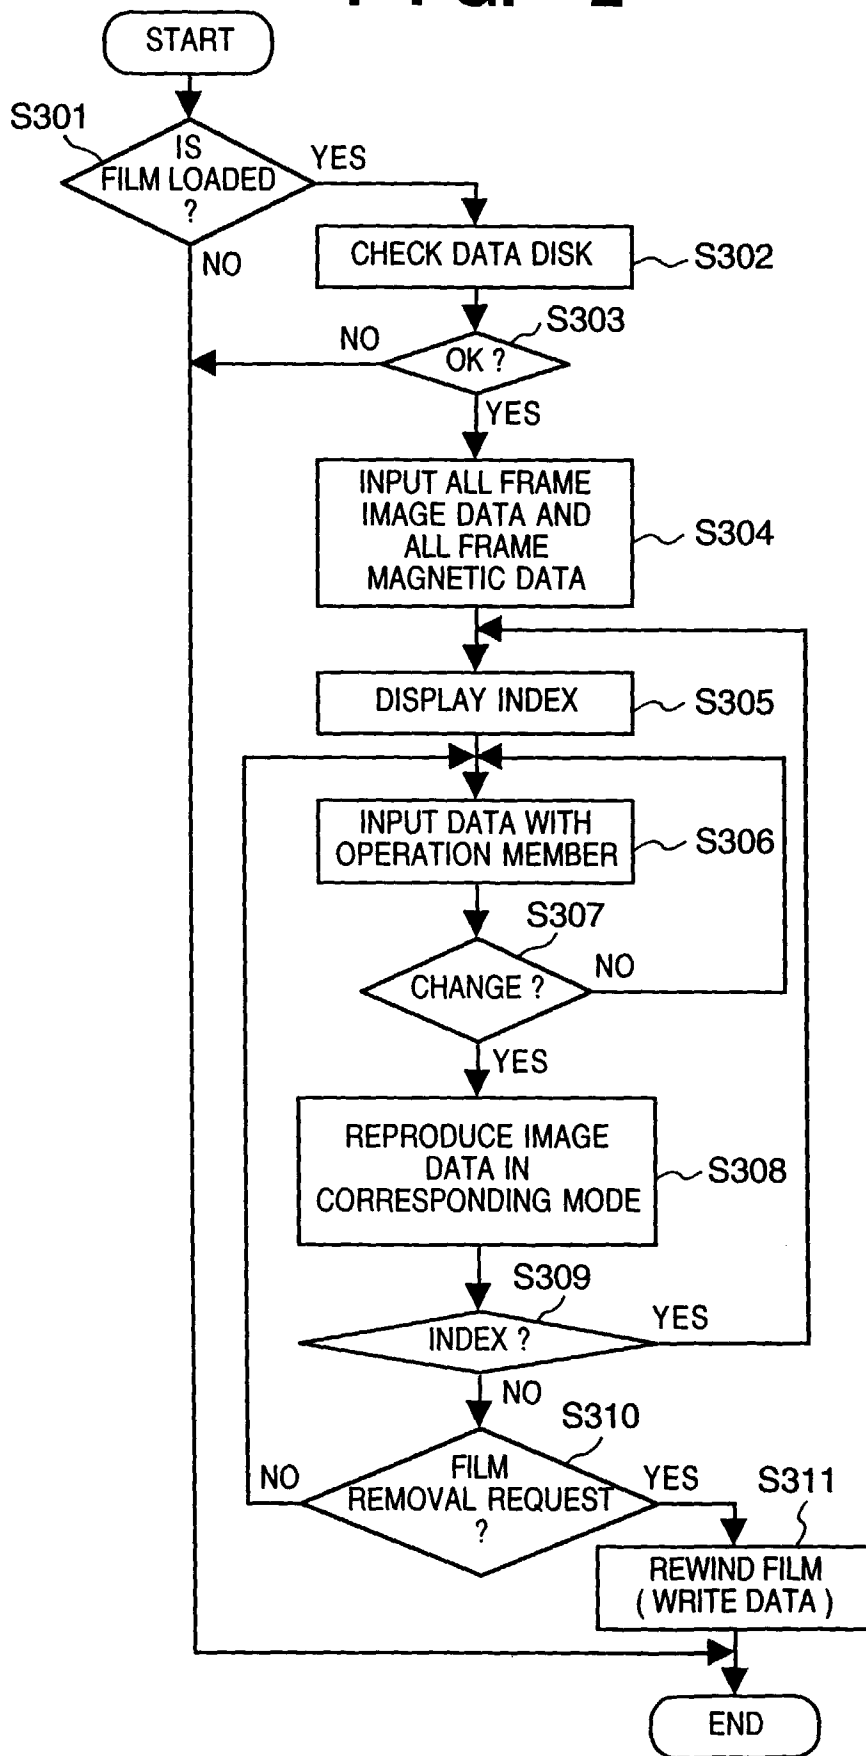 START
S301
IS
FILM LOADED
?
YES
NO
CHECK DATA DISK
S302
S303
NO
OK ?
YES
INPUT ALL FRAME
IMAGE DATA AND
ALL FRAME
MAGNETIC DATA
S304
DISPLAY INDEX
S305
INPUT DATA WITH
OPERATION MEMBER
S306
S307
CHANGE ?
NO
YES
REPRODUCE IMAGE
DATA IN
CORRESPONDING MODE
S308
S309
INDEX ?
YES
NO
S310
NO
FILM
REMOVAL REQUEST
?
YES
S311
REWIND FILM
( WRITE DATA )
END